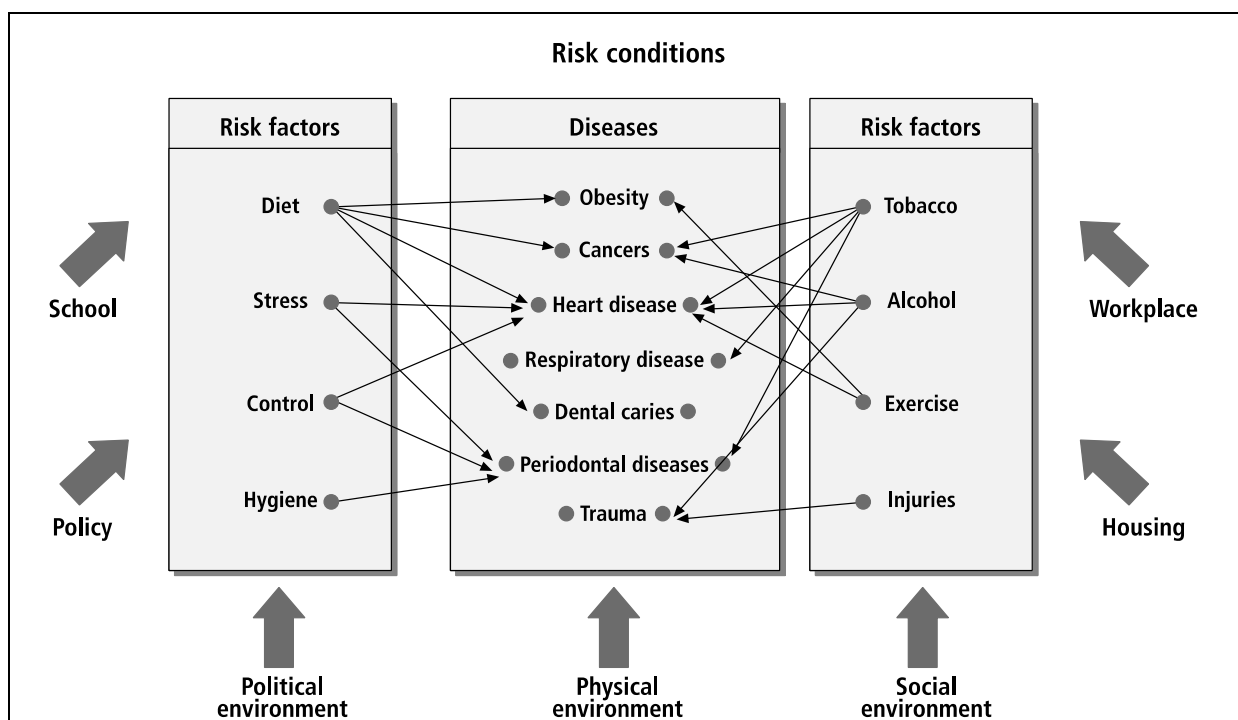 Risk conditions
Risk factors
Diet
Stress
Control
Hygiene
Diseases
Obesity
Cancers
Heart disease
Respiratory disease
Dental caries
Periodontal diseases
Trauma
Risk factors
Tobacco
Alcohol
Exercise
Injuries
School
Policy
Workplace
Housing
Political
environment
Physical
environment
Social
environment